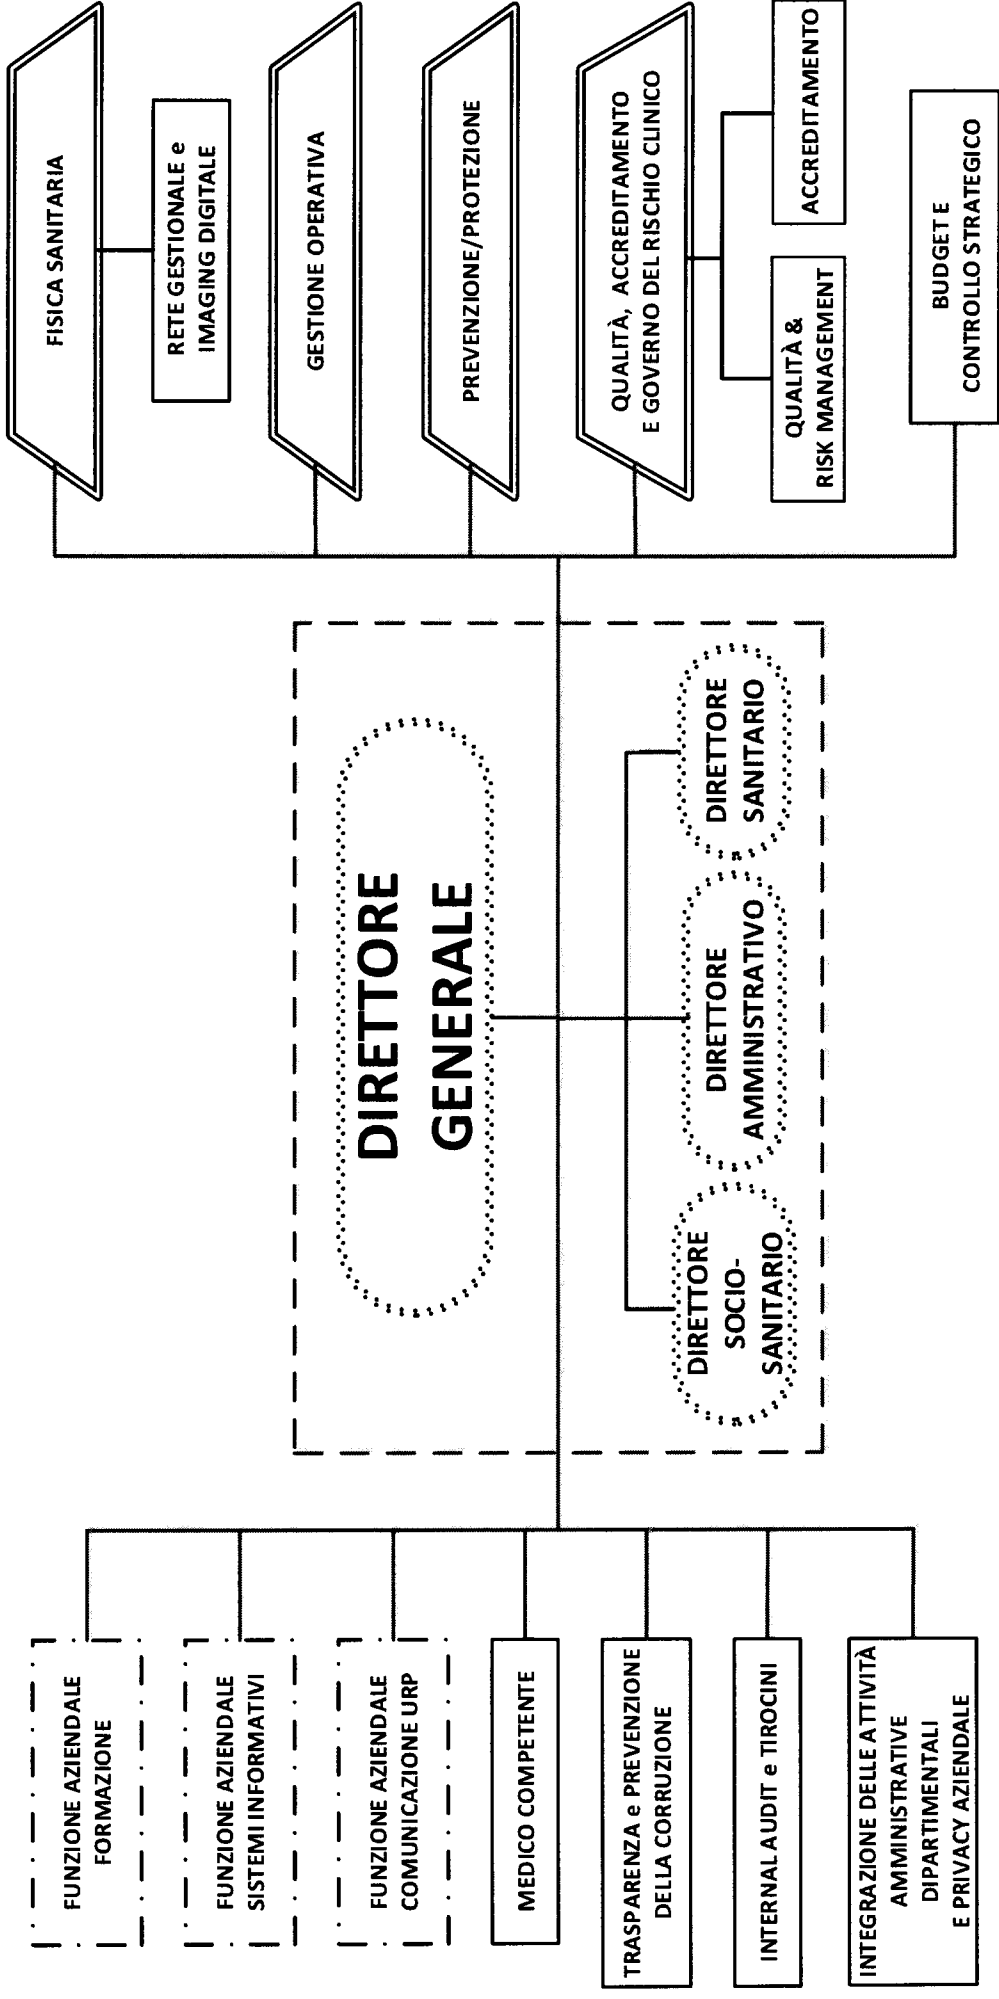 FUNZIONE AZIENDALE
FORMAZIONE
FUNZIONE AZIENDALE
SISTEMI INFORMATIVI
FUNZIONE AZIENDALE
COMUNICAZIONE URP
MEDICO COMPETENTE
TRASPARENZA e PREVENZIONE
DELLA CORRUZIONE
INTERNAL AUDIT e TIROCINI
INTEGRAZIONE DELLE ATTIVITÀ
AMMINISTRATIVE
DIPARTIMENTALI
E PRIVACY AZIENDALE
DIRETTORE
GENERALE
DIRETTORE
SOCIO-
SANITARIO
DIRETTORE
AMMINISTRATIVO
DIRETTORE
SANITARIO
FISICA SANITARIA
RETE GESTIONALE e
IMAGING DIGITALE
GESTIONE OPERATIVA
PREVENZIONE/PROTEZIONE
QUALITÀ, ACCREDITAMENTO
E GOVERNO DEL RISCHIO CLINICO
QUALITÀ &
RISK MANAGEMENT
ACCREDITAMENTO
BUDGET E
CONTROLLO STRATEGICO